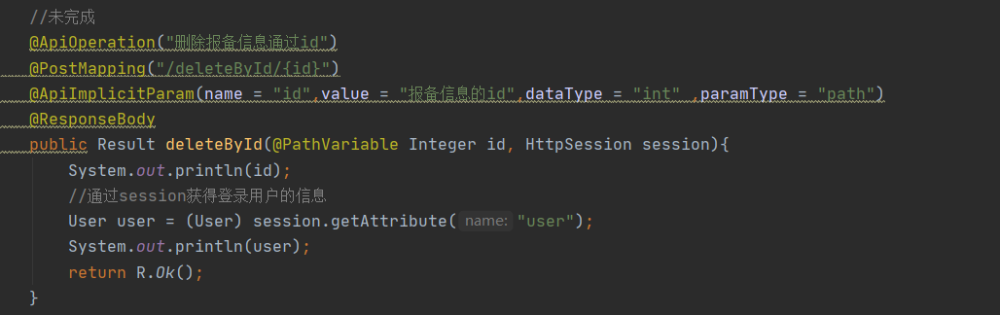 //未完成
@ApiOperation("删除报备信息通过id")
@PostMapping("/deleteById/{id}")
@ApiImplicitParam(name = "id",value = "报备信息的id",dataType = "int" ,paramType = "path")
@ResponseBody
public Result deleteById(@PathVariable Integer id, HttpSession session){
System.out.println(id);
//通过session获得登录用户的信息
User user = (User) session.getAttribute( name: "user");
System.out.println(user);
return R.Ok();
}